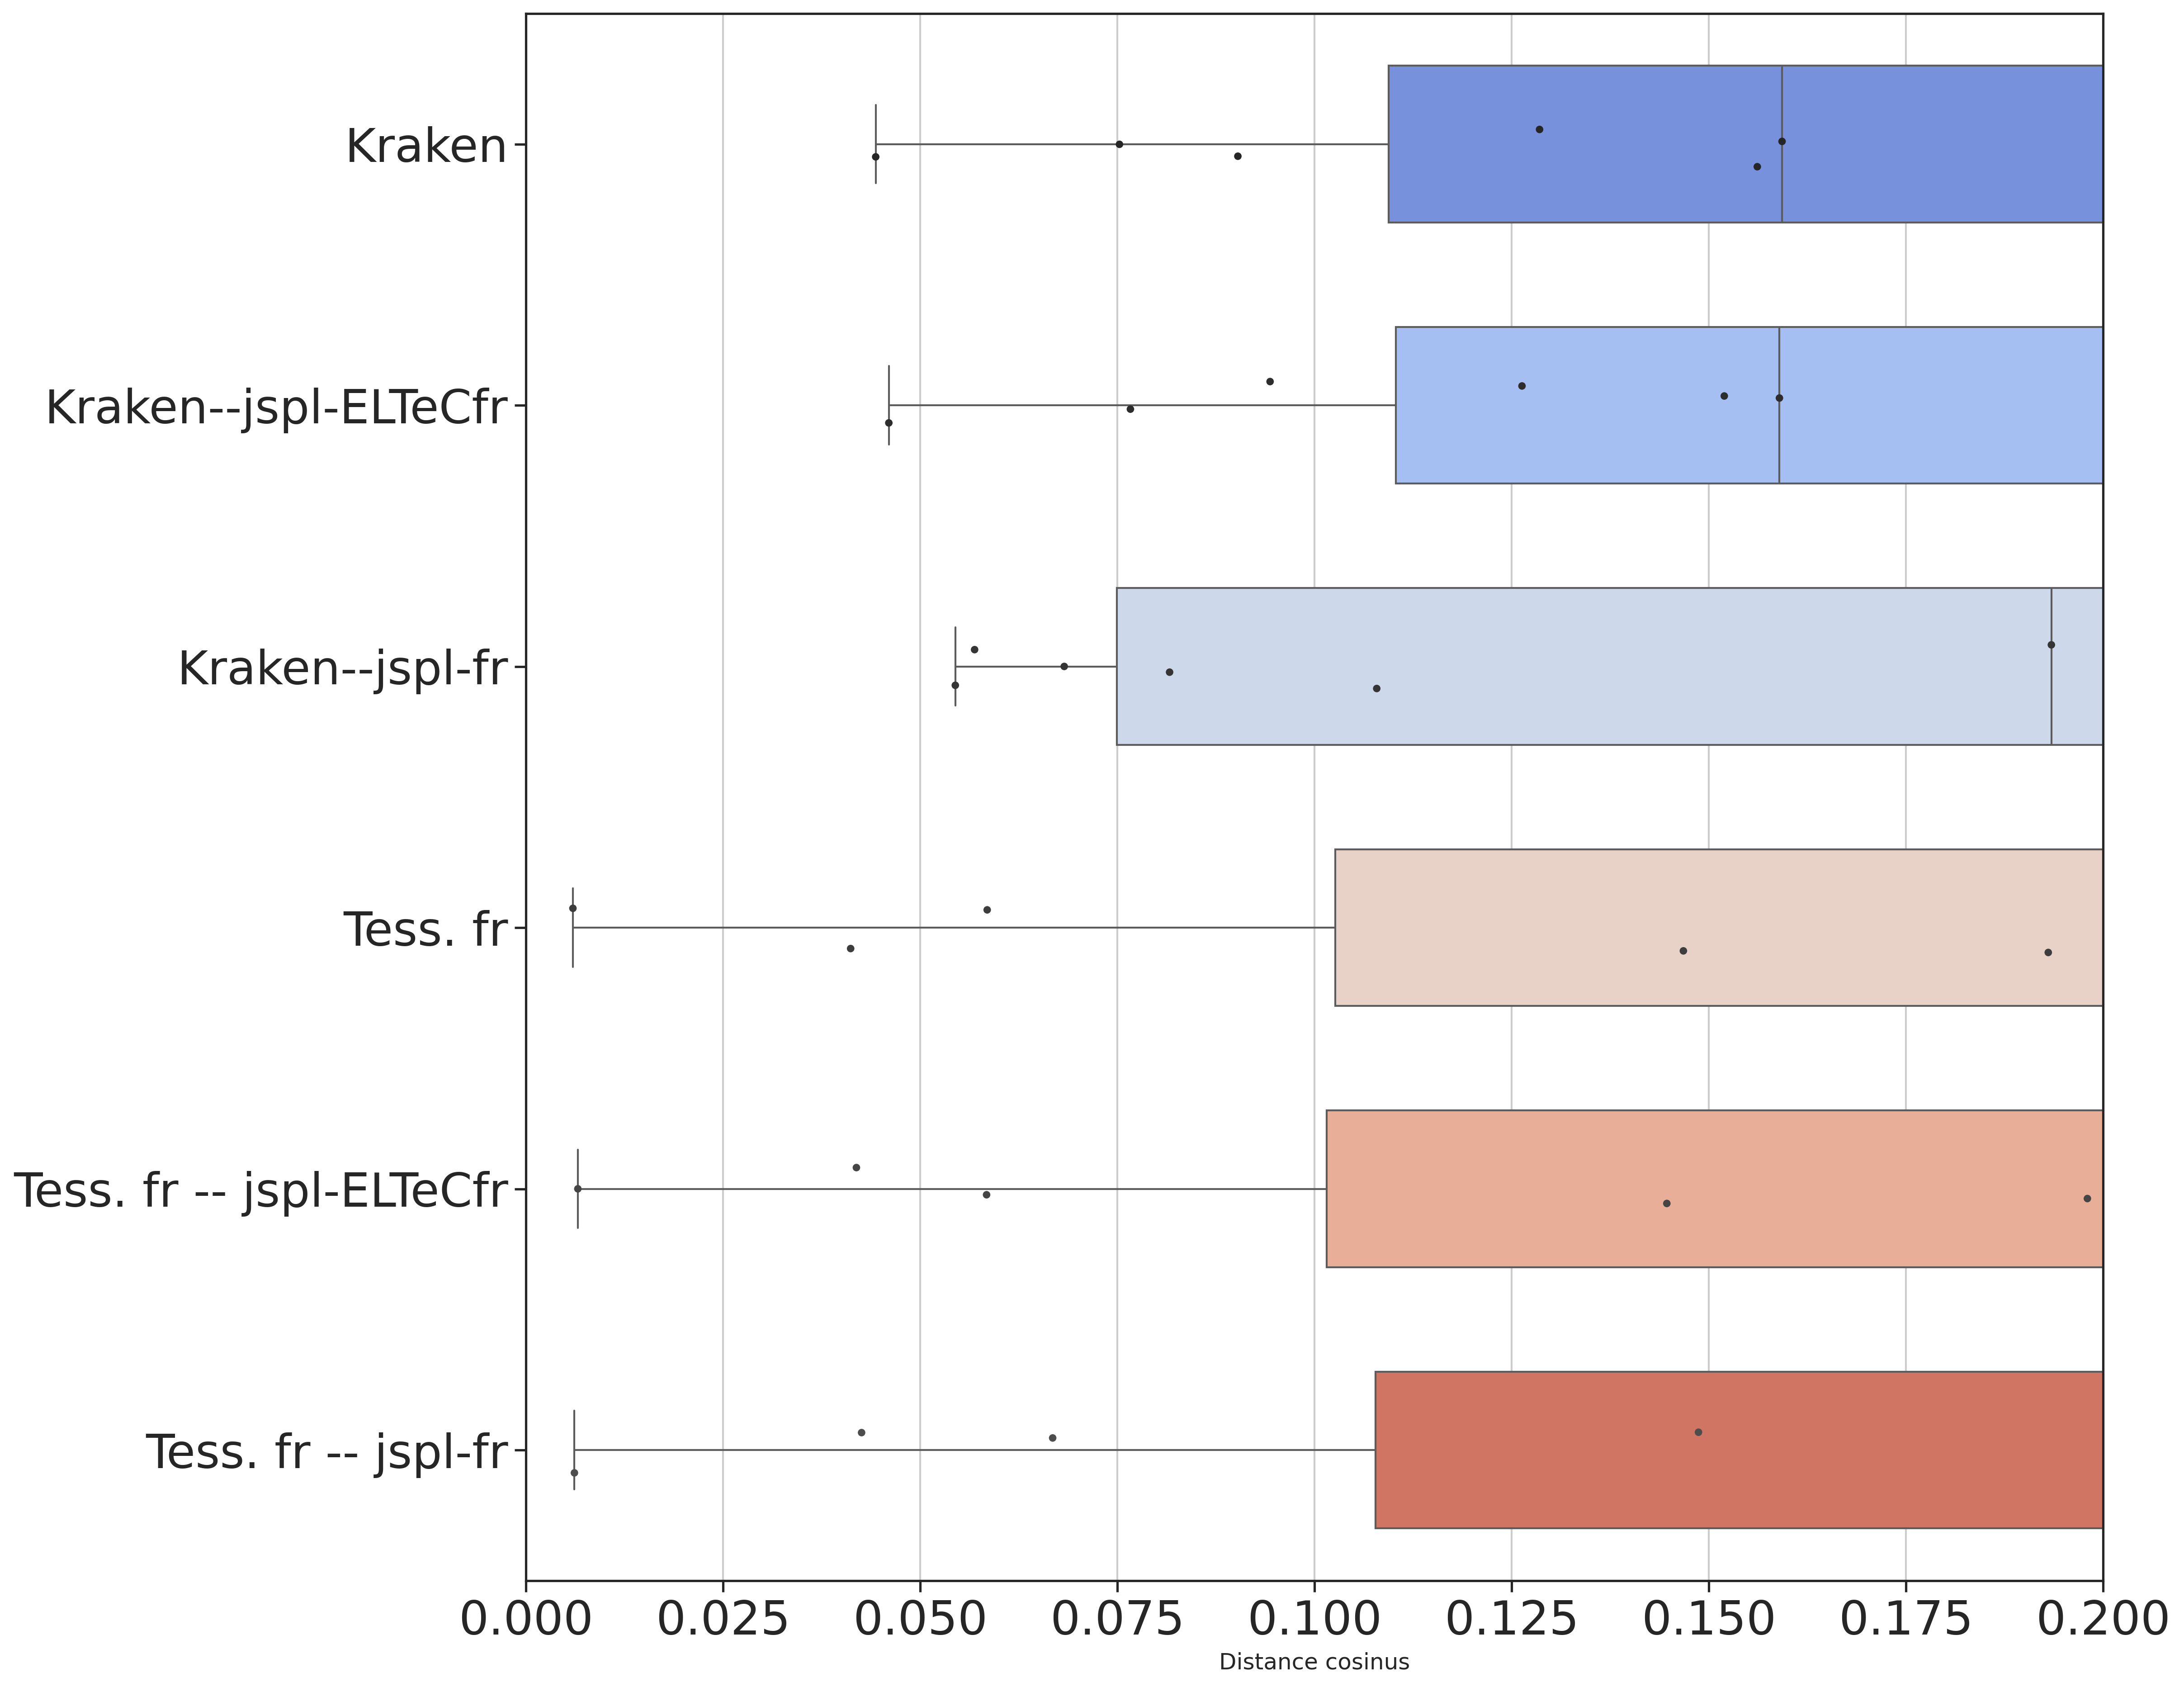 Kraken
Kraken--jspl-ELTeCfr
Kraken--jspl-fr
Tess. fr
Tess. fr -- jspl-ELTeCfr
Tess. fr -- jspl-fr
0.000 0.025 0.050 0.075 0.100 0.125 0.150 0.175 0.200
Distance cosinus